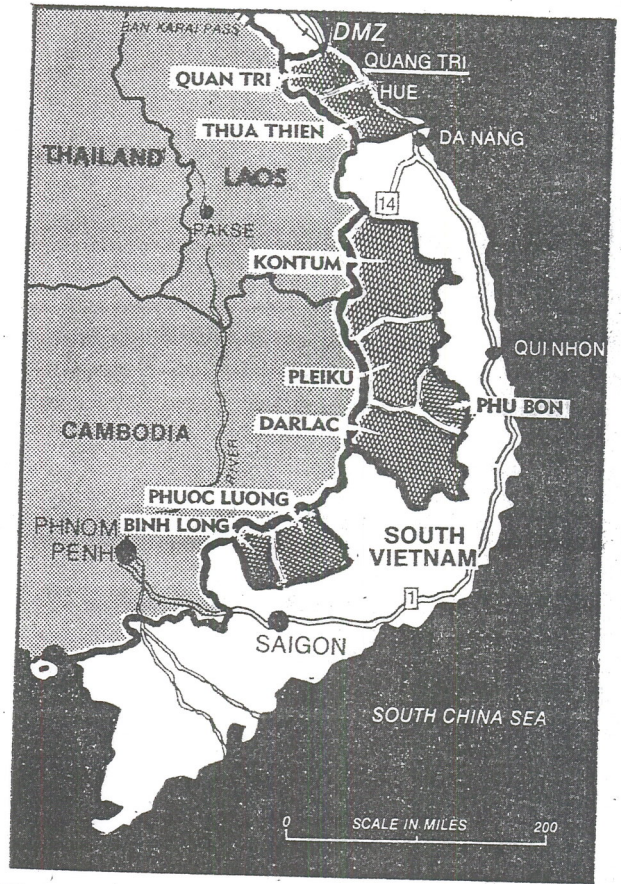 BAN KARAI PASS
DMZ
QUANG TRI
QUAN TRI
HUE
THUA THIEN
DA NANG
THAILAND
LAOS
14
PAKSE
KONTUM
QUI NHON
PLEIKU
PHU BON
DARLAC
CAMBODIA
RIVER
PHUOC LUONG
PHNOM
PENH
BINH LONG
SOUTH
VIETNAM
1
SAIGON
SOUTH CHINA SEA
0 SCALE IN MILES 200